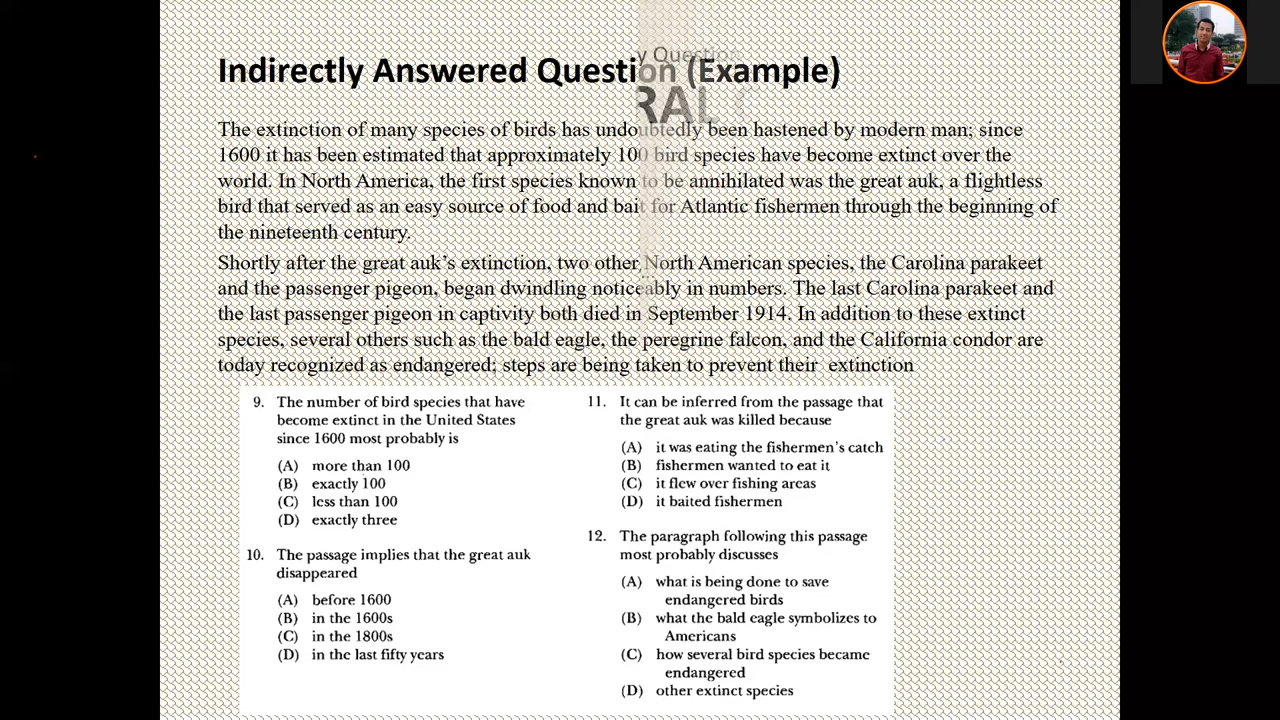 Indirectly Answered Question (Example)
y Question
RAL
The extinction of many species of birds has undoubtedly been hastened by modern man; since
1600 it has been estimated that approximately 100 bird species have become extinct over the
world. In North America, the first species known to be annihilated was the great auk, a flightless
bird that served as an easy source of food and bait for Atlantic fishermen through the beginning of
the nineteenth century.
Shortly after the great auk's extinction, two other North American species, the Carolina parakeet
and the passenger pigeon, began dwindling noticeably in numbers. The last Carolina parakeet and
the last passenger pigeon in captivity both died in September 1914. In addition to these extinct
species, several others such as the bald eagle, the peregrine falcon, and the California condor are
today recognized as endangered; steps are being taken to prevent their extinction
9. The number of bird species that have
become extinct in the United States
since 1600 most probably is
(A) more than 100
(B) exactly 100
(C) less than 100
(D) exactly three
10. The passage implies that the great auk
disappeared
(A) before 1600
(B) in the 1600s
(C) in the 1800s
(D) in the last fifty years
11. It can be inferred from the passage that
the great auk was killed because
(A) it was eating the fishermen's catch
(B) fishermen wanted to eat it
(C) it flew over fishing areas
(D) it baited fishermen
12. The paragraph following this passage
most probably discusses
(A) what is being done to save
endangered birds
(B) what the bald eagle symbolizes to
Americans
(C) how several bird species became
endangered
(D) other extinct species